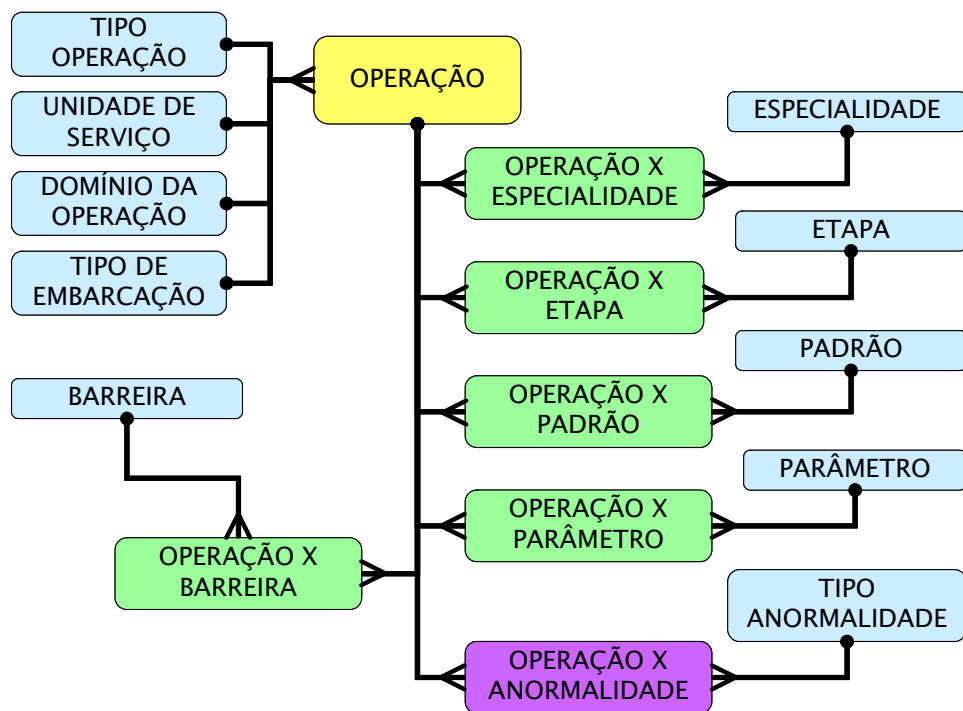 TIPO
OPERAÇÃO
UNIDADE DE
SERVIÇO
DOMÍNIO DA
OPERAÇÃO
TIPO DE
EMBARCAÇÃO
OPERAÇÃO
ESPECIALIDADE
OPERAÇÃO X
ESPECIALIDADE
ETAPA
OPERAÇÃO X
ETAPA
PADRÃO
OPERAÇÃO X
PADRÃO
BARREIRA
PARÂMETRO
OPERAÇÃO X
PARÂMETRO
OPERAÇÃO X
BARREIRA
TIPO
ANORMALIDADE
OPERAÇÃO X
ANORMALIDADE